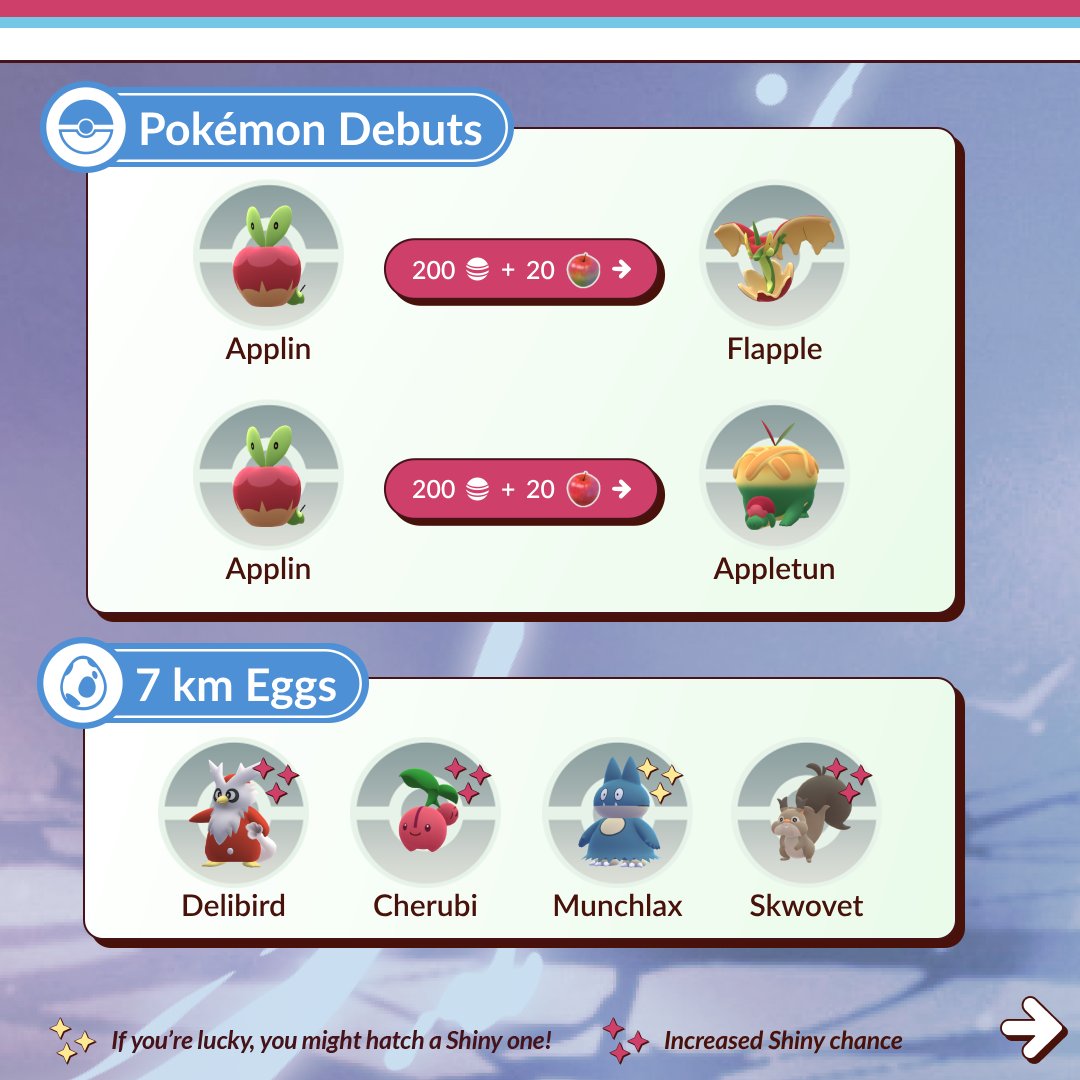 Pokémon Debuts
200 + 20
Applin
Flapple
200 + 20
Applin
Appletun
7 km Eggs
Delibird
Cherubi
Munchlax
Skwovet
If you're lucky, you might hatch a Shiny one!
Increased Shiny chance